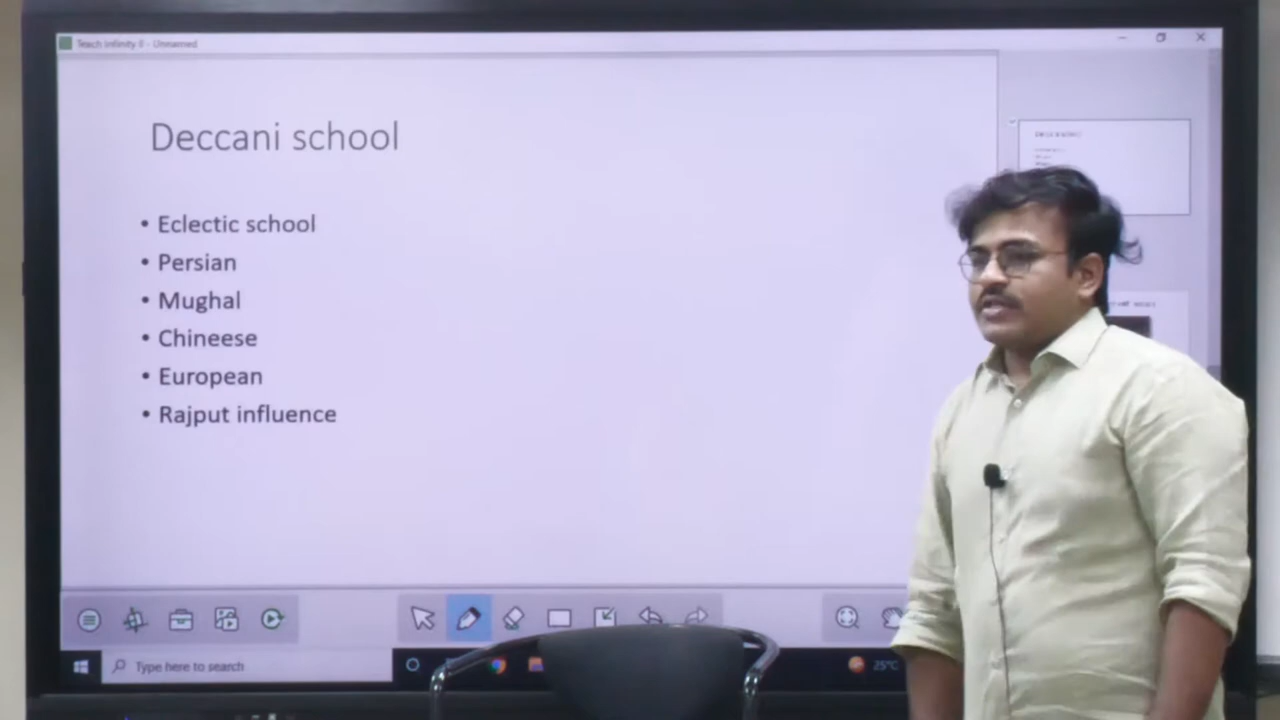 Teach Infinity II - Unnamed
Deccani school
• Eclectic school
• Persian
• Mughal
• Chineese
• European
• Rajput influence
Type here to search
25°C